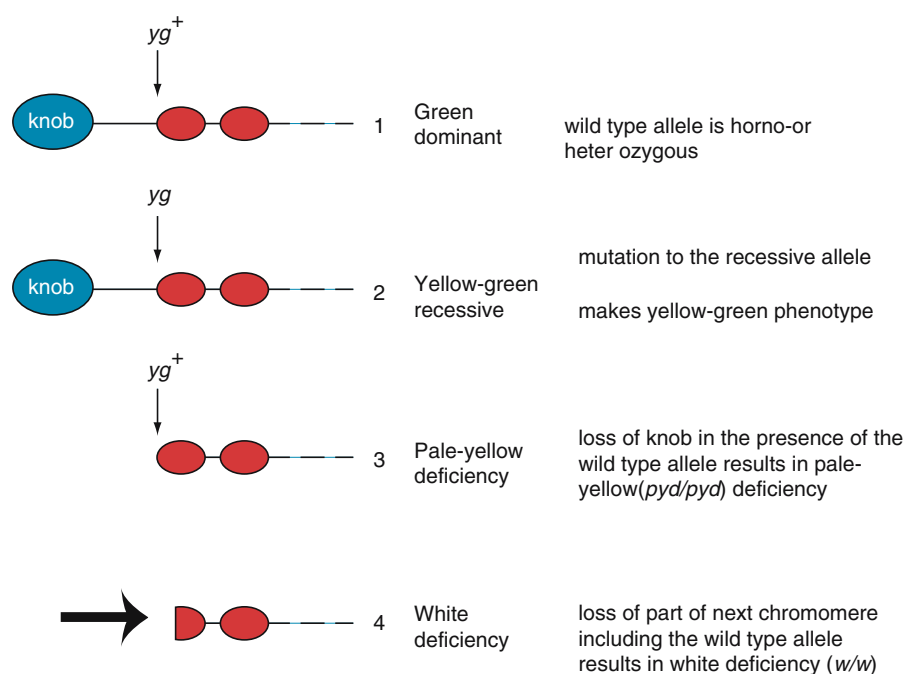 yg+
knob
1
Green
dominant
wild type allele is horno-or
heter ozygous
yg
knob
2
Yellow-green
recessive
mutation to the recessive allele
makes yellow-green phenotype
yg+
3
Pale-yellow
deficiency
loss of knob in the presence of the
wild type allele results in pale-
yellow(pyd/pyd) deficiency
4
White
deficiency
loss of part of next chromomere
including the wild type allele
results in white deficiency (w/w)